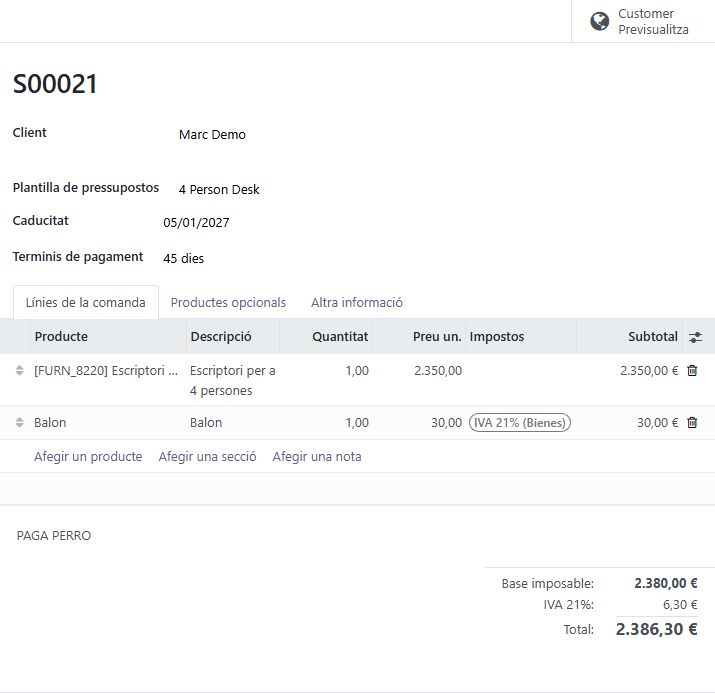 Customer
Previsualitza
S00021
Client Marc Demo
Plantilla de pressupostos 4 Person Desk
Caducitat 05/01/2027
Terminis de pagament 45 dies
Línies de la comanda Productes opcionals Altra informació
Producte Descripció Quantitat Preu un. Impostos Subtotal
[FURN_8220] Escriptori ... Escriptori per a 1,00 2.350,00 2.350,00 €
4 persones
Balon Balon 1,00 30,00 IVA 21% (Bienes) 30,00 €
Afegir un producte Afegir una secció Afegir una nota
PAGA PERRO
Base imposable: 2.380,00 €
IVA 21%: 6,30 €
Total: 2.386,30 €